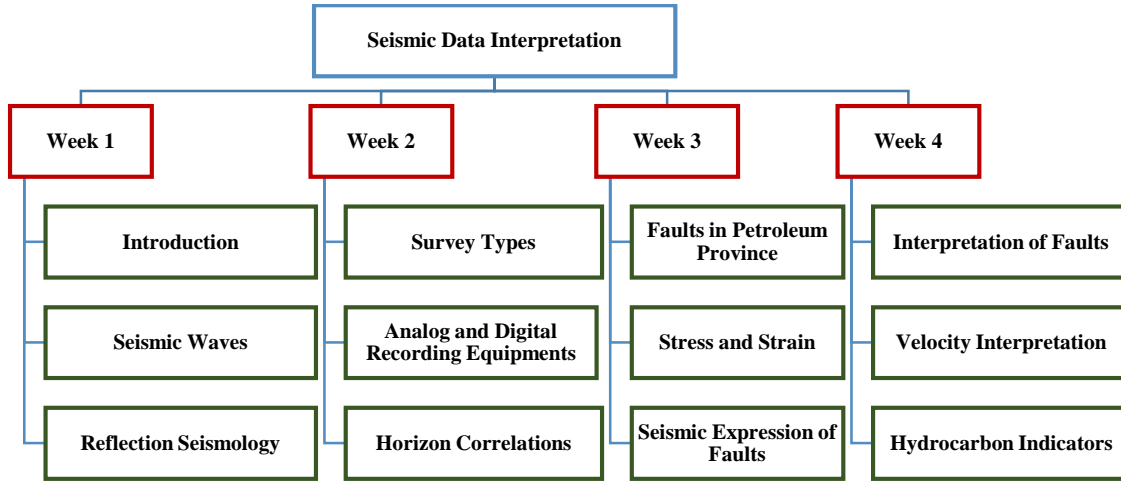 Seismic Data Interpretation
Week 1
Week 2
Week 3
Week 4
Introduction
Seismic Waves
Reflection Seismology
Survey Types
Analog and Digital
Recording Equipments
Horizon Correlations
Faults in Petroleum
Province
Stress and Strain
Seismic Expression of
Faults
Interpretation of Faults
Velocity Interpretation
Hydrocarbon Indicators